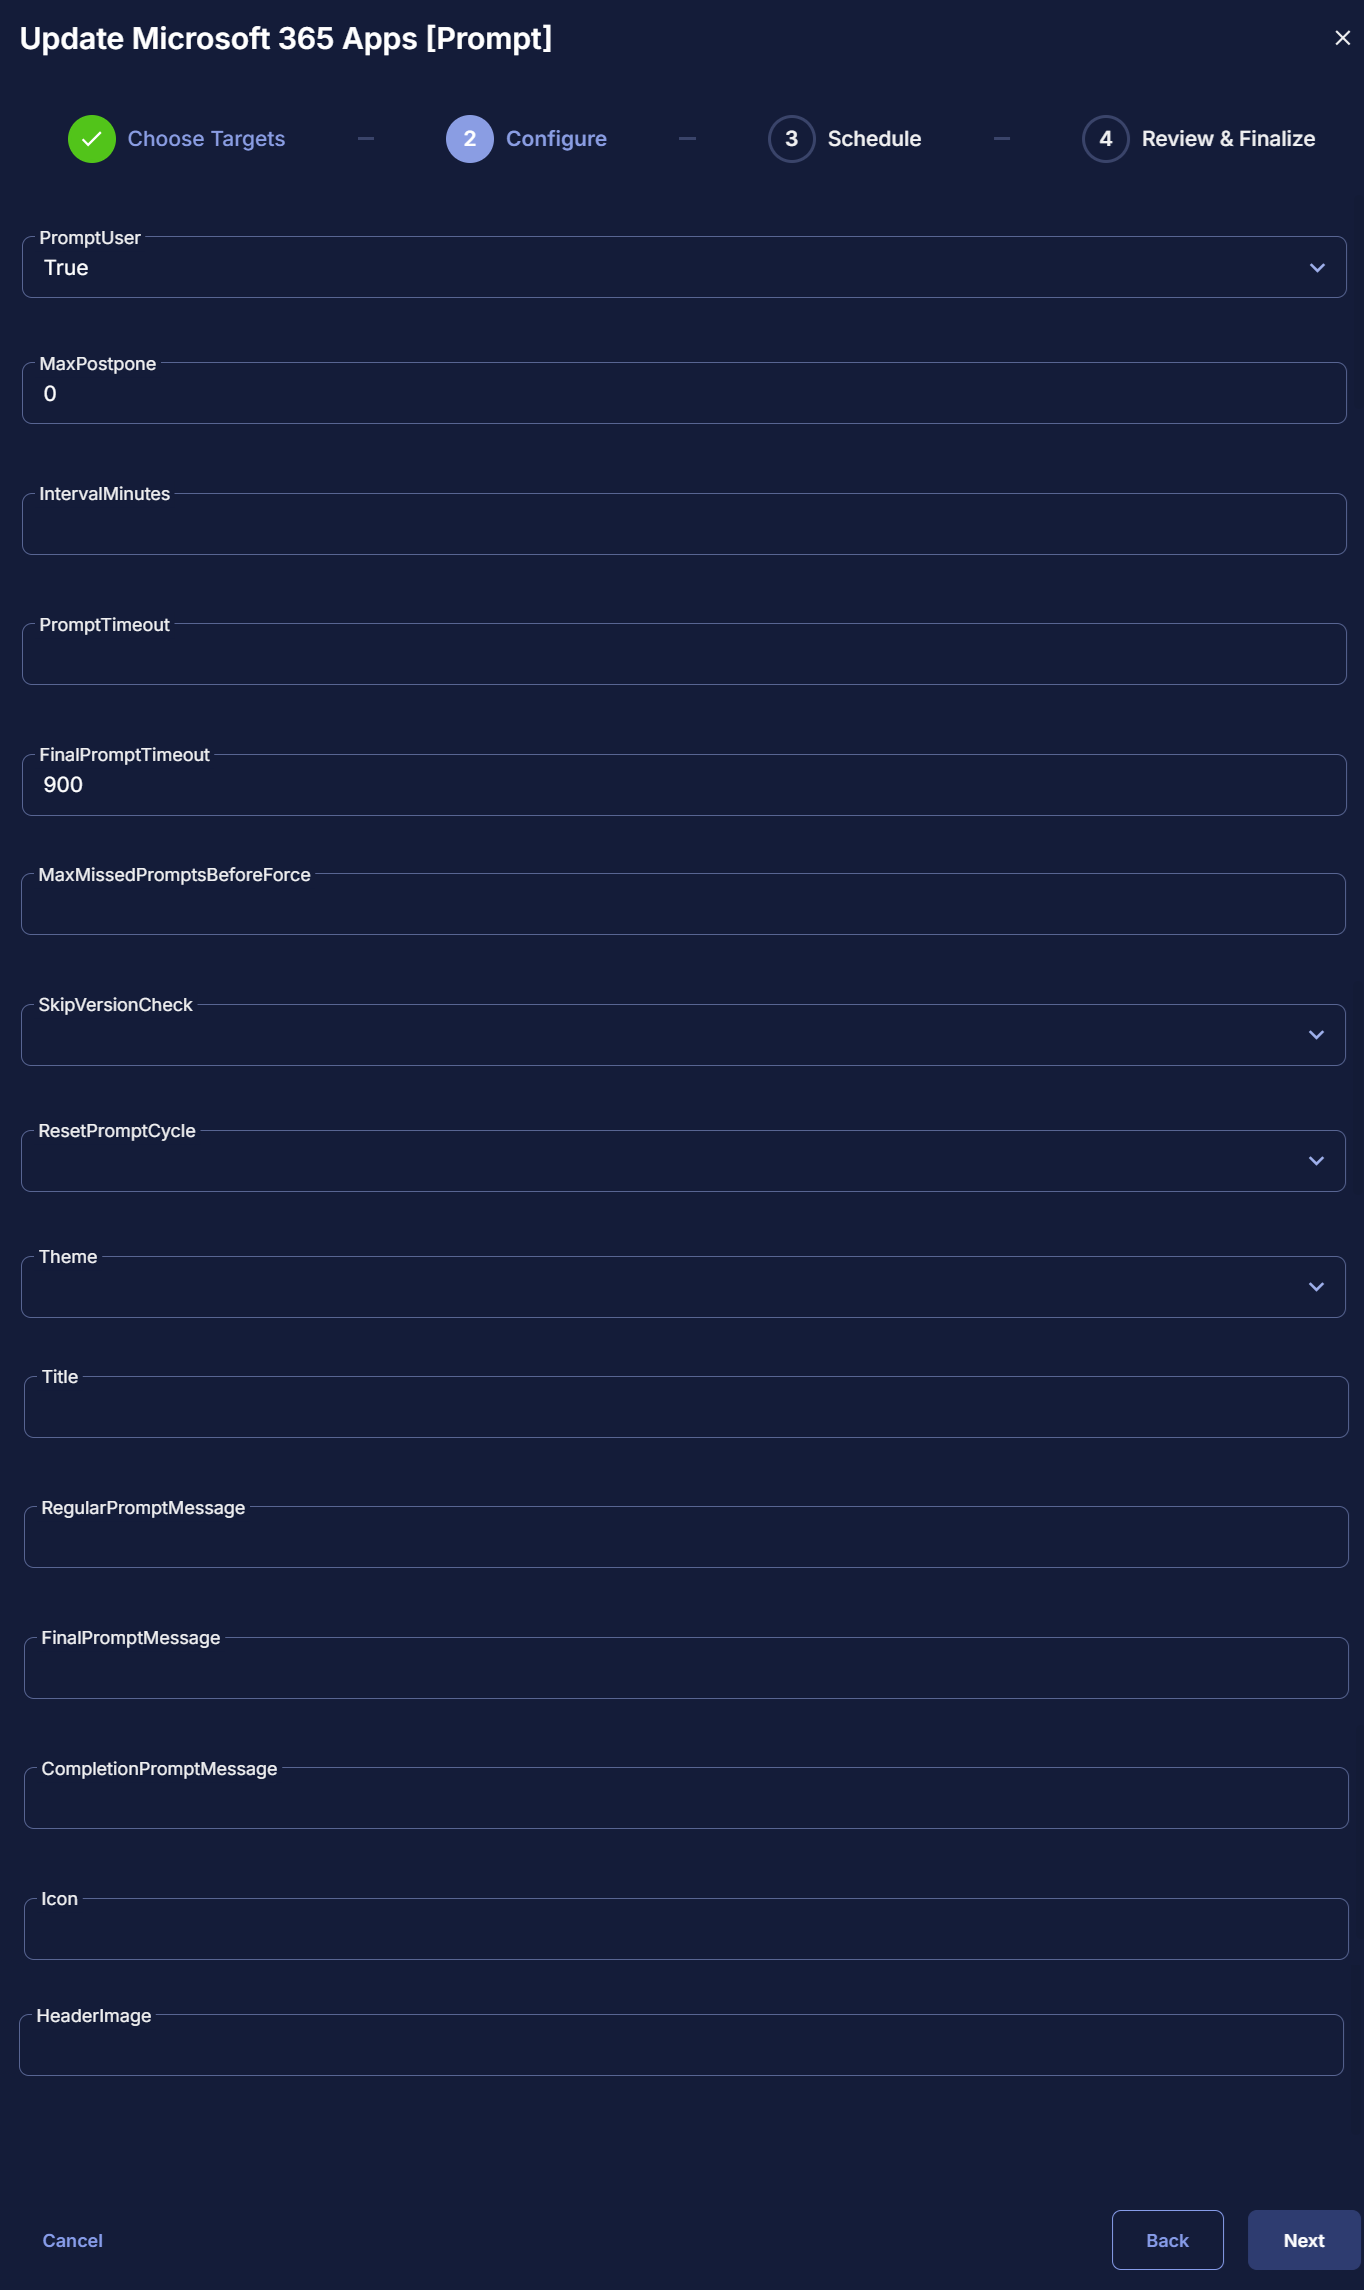 Update Microsoft 365 Apps [Prompt]
Choose Targets
2 Configure
3 Schedule
4 Review & Finalize
PromptUser
True
MaxPostpone
0
IntervalMinutes
PromptTimeout
FinalPromptTimeout
900
MaxMissedPromptsBeforeForce
SkipVersionCheck
ResetPromptCycle
Theme
Title
RegularPromptMessage
FinalPromptMessage
CompletionPromptMessage
Icon
HeaderImage
Cancel
Back
Next